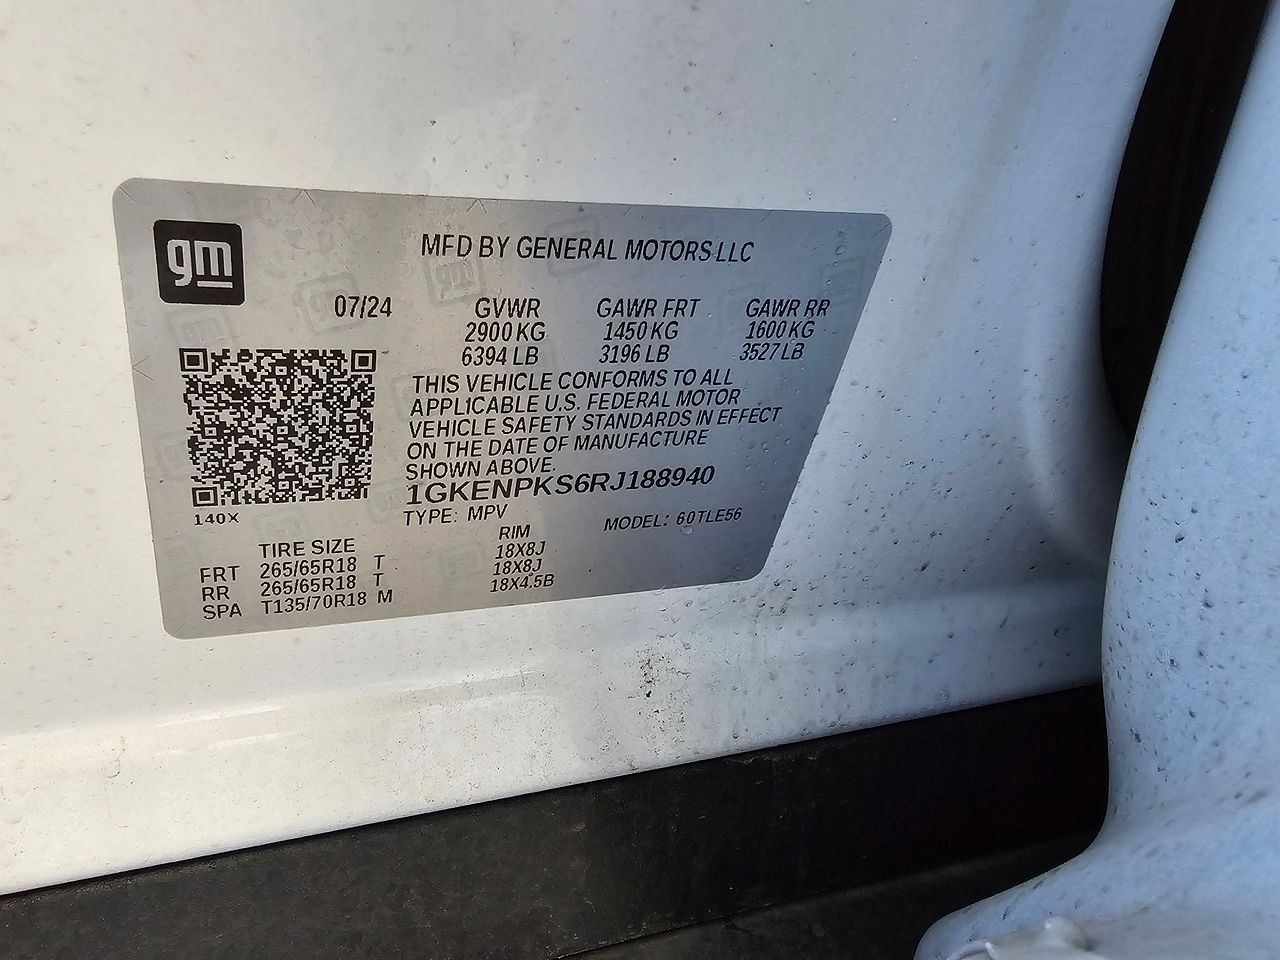 gm
MFD BY GENERAL MOTORS LLC
07/24 GVWR GAWR FRT GAWR RR
2900 KG 1450 KG 1600 KG
6394 LB 3196 LB 3527 LB
THIS VEHICLE CONFORMS TO ALL
APPLICABLE U.S. FEDERAL MOTOR
VEHICLE SAFETY STANDARDS IN EFFECT
ON THE DATE OF MANUFACTURE
SHOWN ABOVE.
1GKENPKS6RJ188940
140X
TYPE: MPV MODEL: 60TLE56
TIRE SIZE RIM
FRT 265/65R18 T 18X8J
RR 265/65R18 T 18X8J
SPA T135/70R18 M 18X4.5B